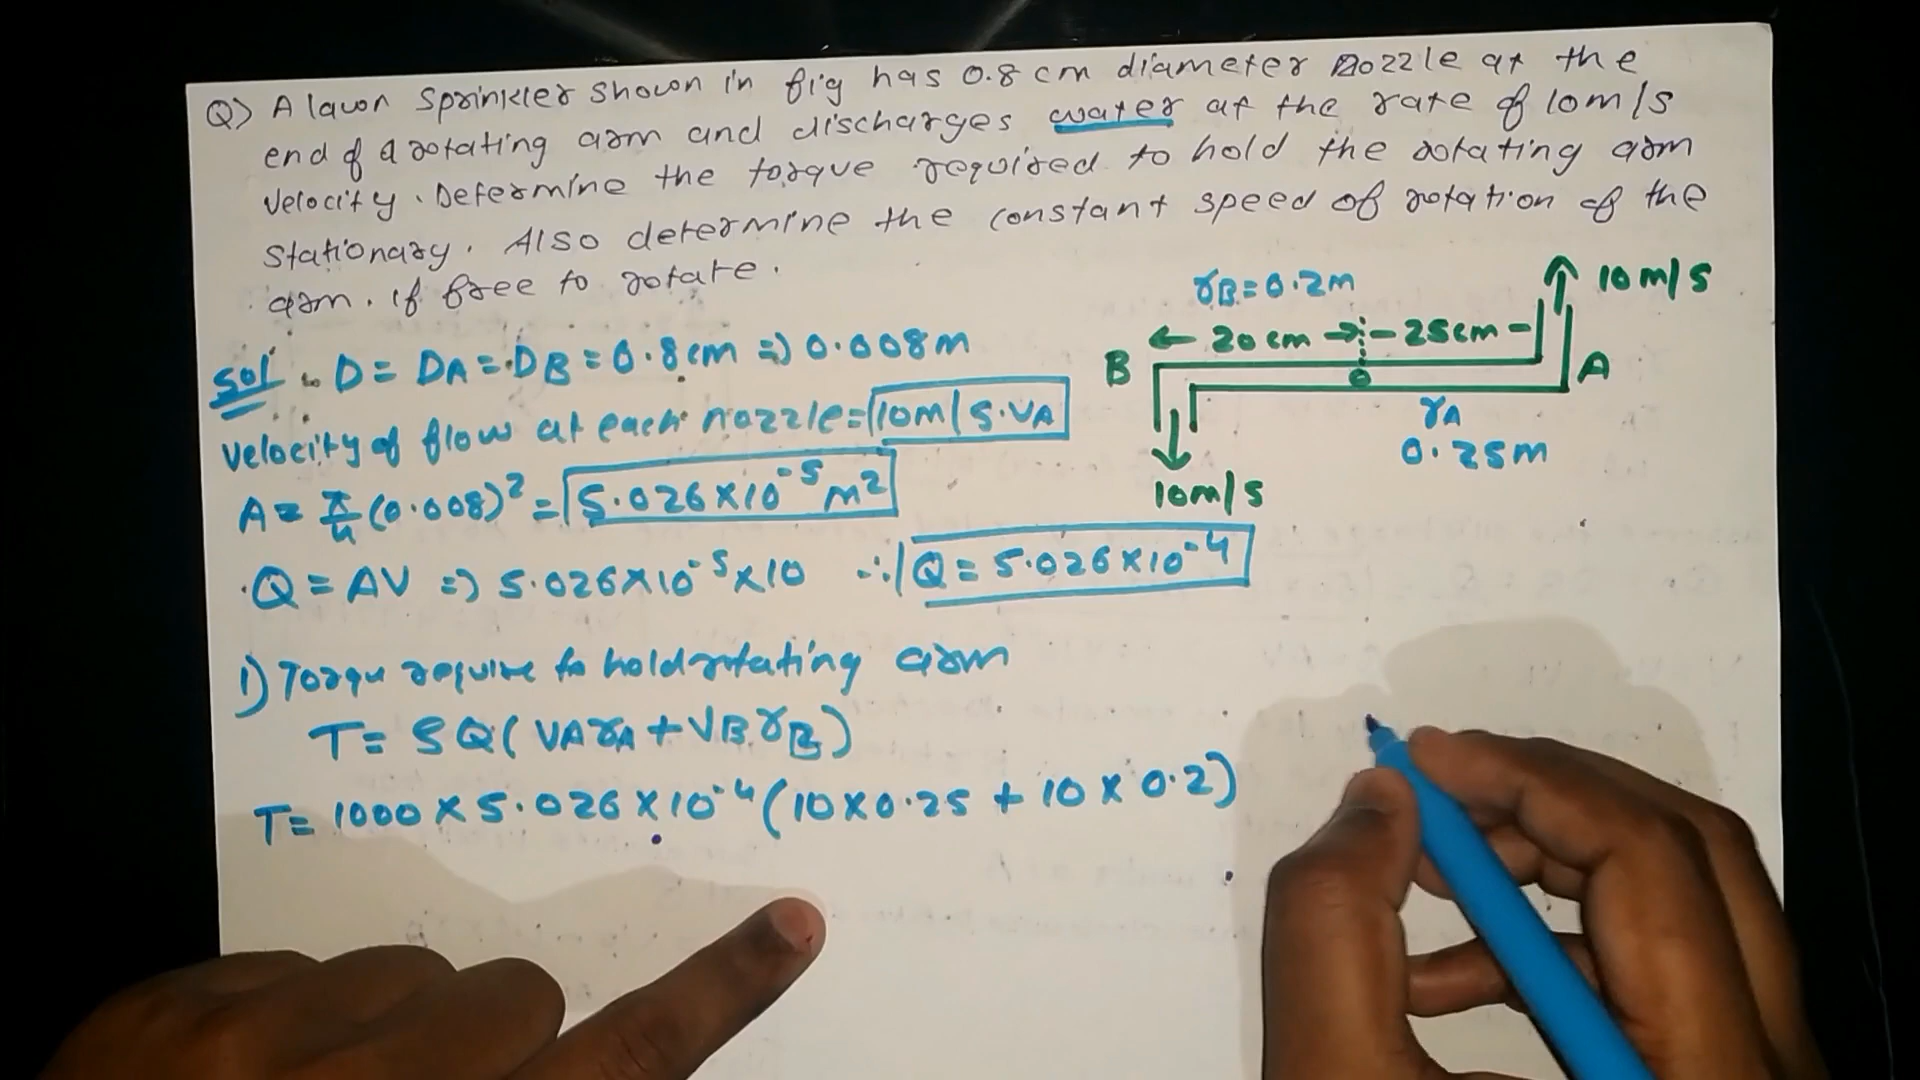 Q) A lawn sprinkler shown in fig has 0.8 cm diameter nozzle at the
end of a rotating arm and discharges water at the rate of 10m/s
velocity. Determine the torque required to hold the rotating arm
stationary. Also determine the constant speed of rotation of the
arm. if free to rotate.
sol. D = DA = DB = 0.8 cm => 0.008m
velocity of flow at each nozzle = 10m/s. VA
A = π/4 (0.008)² = 5.026×10⁻⁵ m²
Q = AV => 5.026×10⁻⁵×10 ∴ Q = 5.026×10⁻⁴
1) Torque require to hold rotating arm
T = ρQ(VArA + VBrB)
T = 1000 × 5.026 × 10⁻⁴ (10×0.25 + 10 × 0.2)
rB = 0.2m
10m/s
20 cm
25cm
B
O
A
rA
0.25m
10m/s